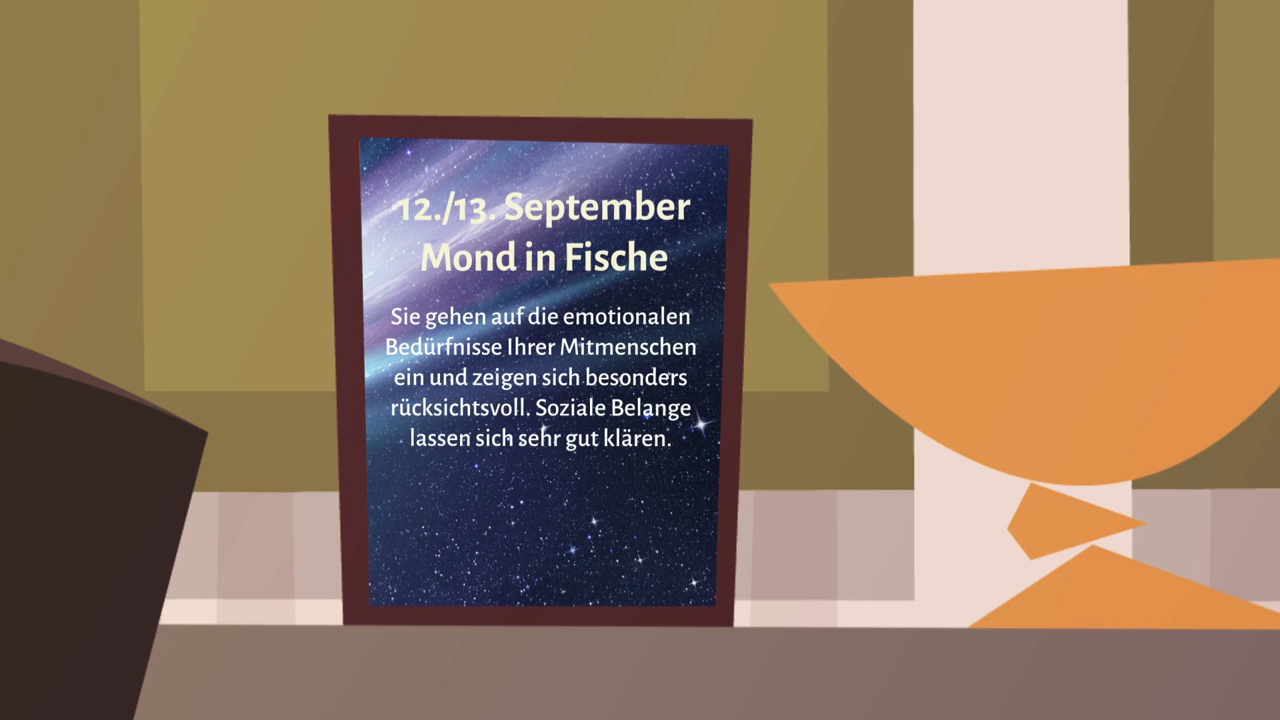 12./13. September
Mond in Fische
Sie gehen auf die emotionalen
Bedürfnisse Ihrer Mitmenschen
ein und zeigen sich besonders
rücksichtsvoll. Soziale Belange
lassen sich sehr gut klären.